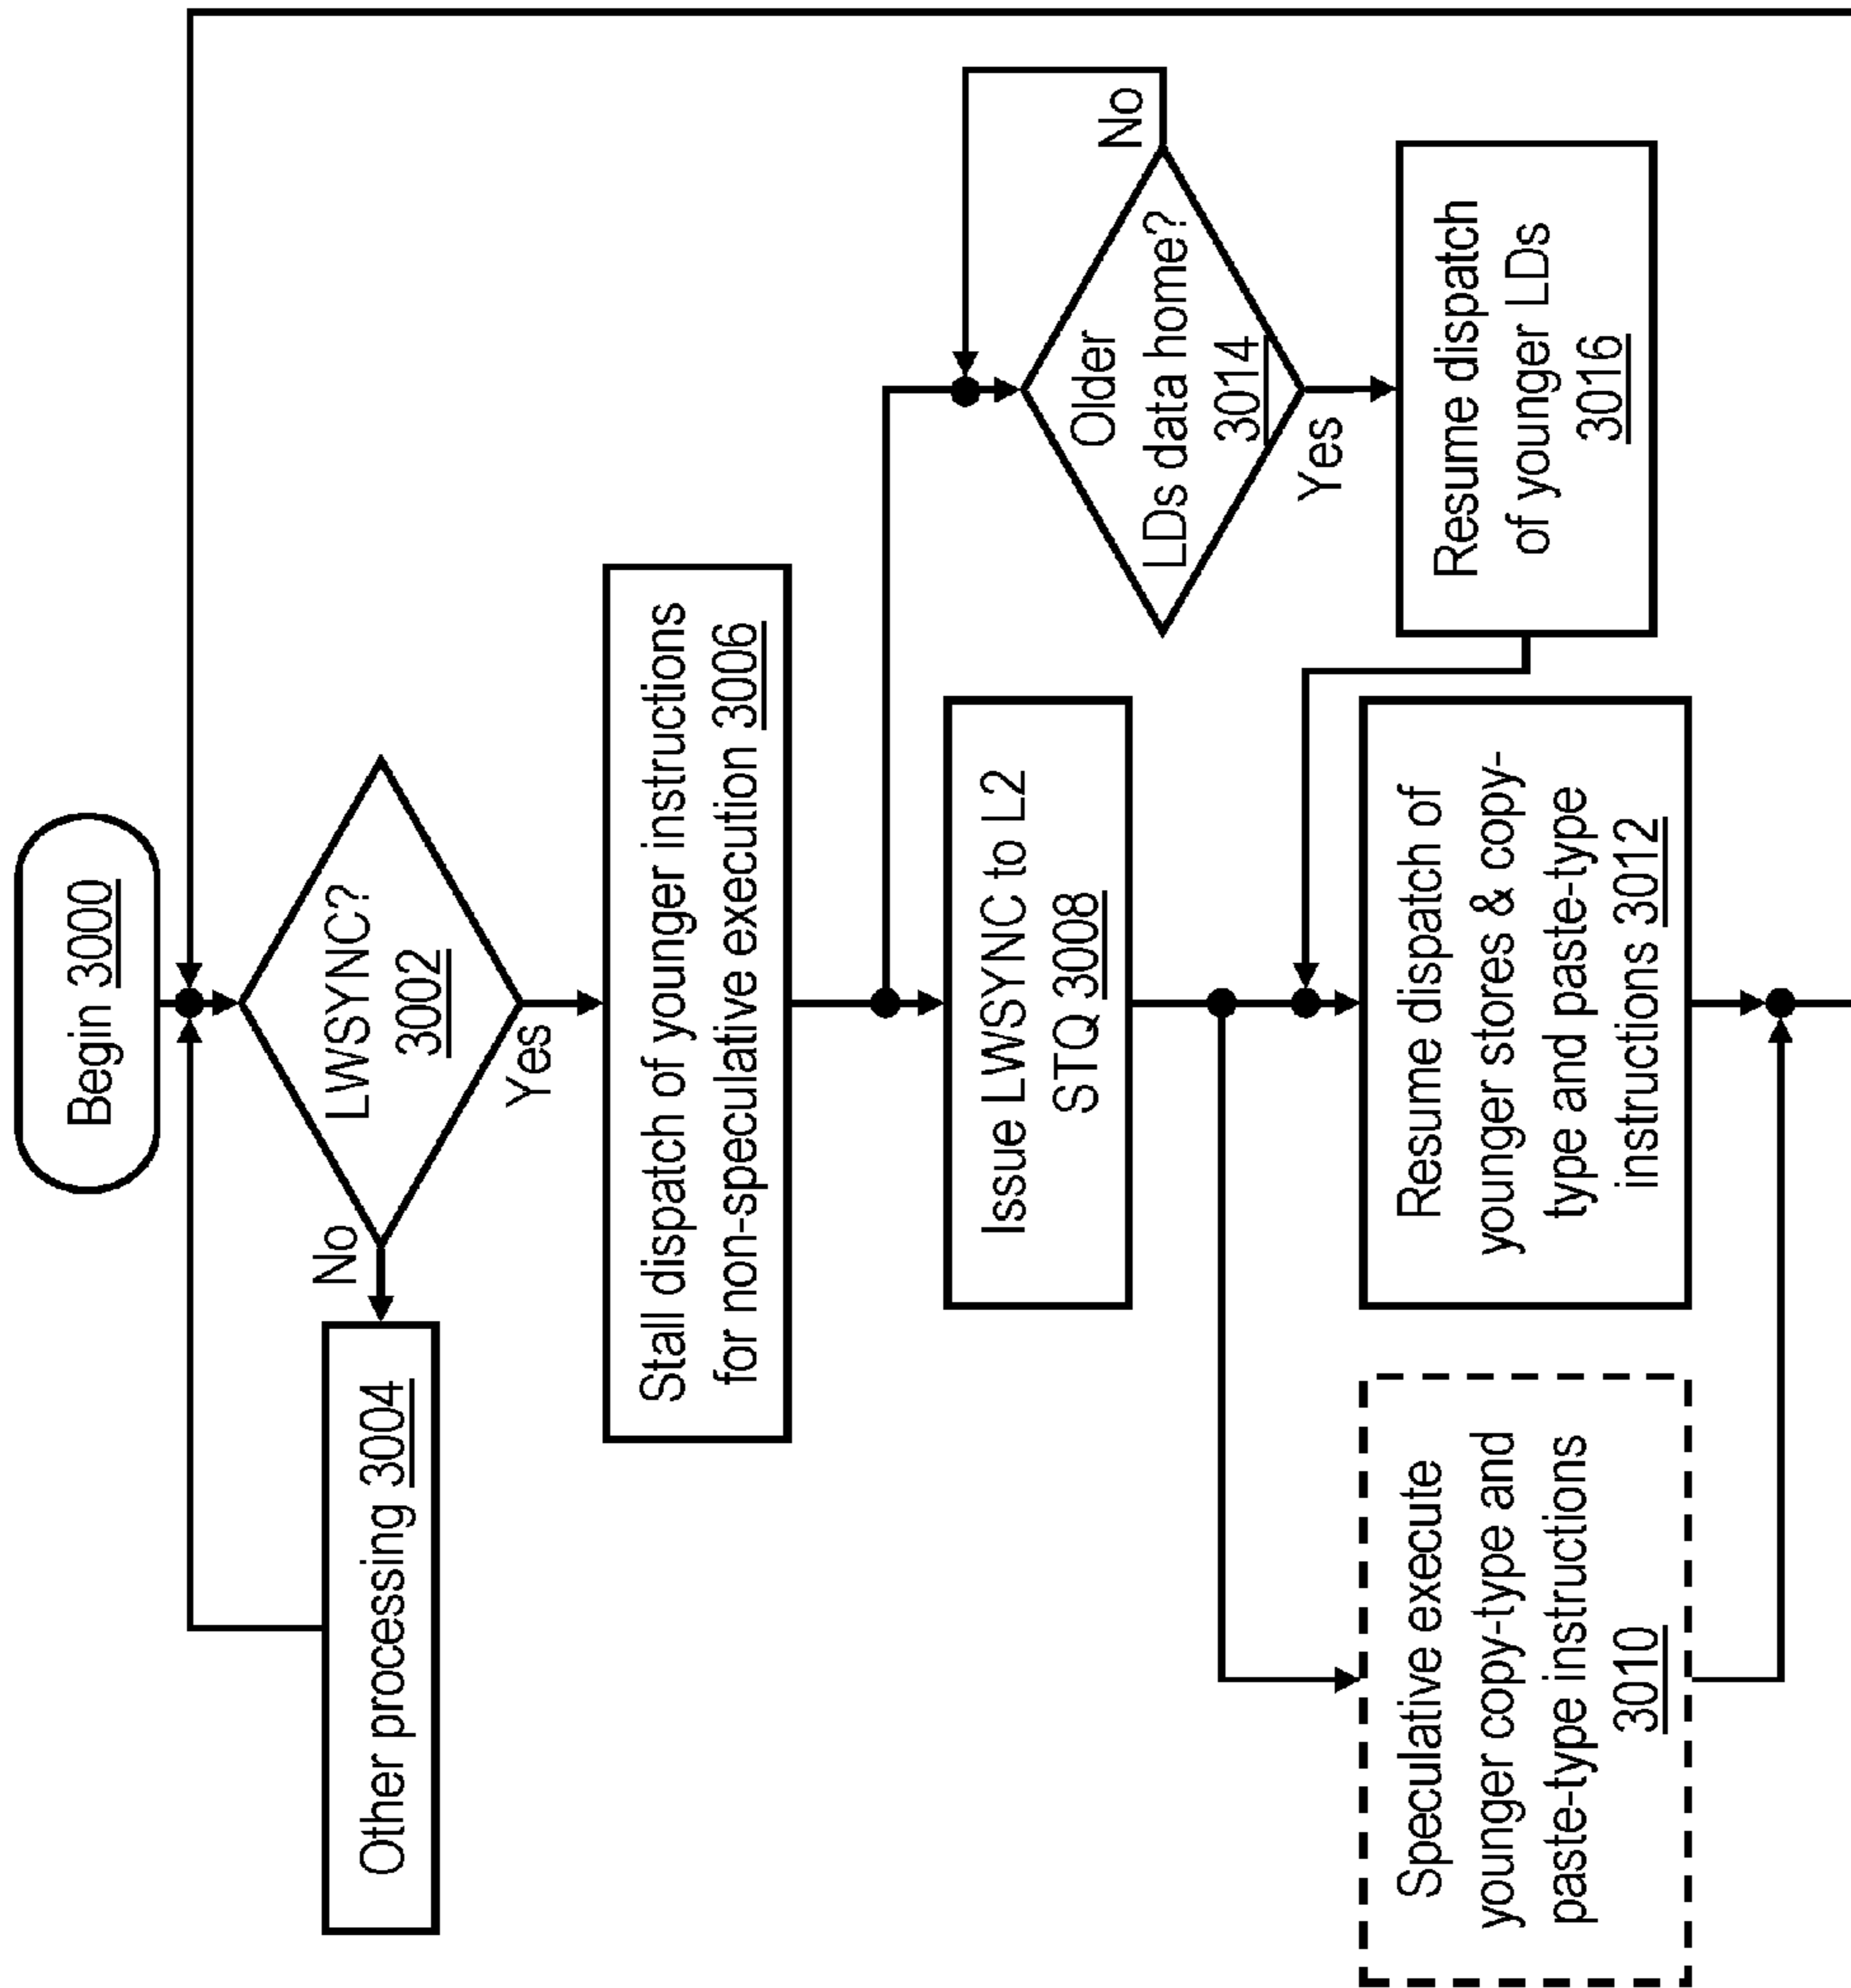 Begin 3000
LWSYNC?
3002
No
Yes
Other processing 3004
Stall dispatch of younger instructions
for non-speculative execution 3006
Issue LWSYNC to L2
STQ 3008
Older
LDs data home?
3014
No
Yes
Resume dispatch
of younger LDs
3016
Speculative execute
younger copy-type and
paste-type instructions
3010
Resume dispatch of
younger stores & copy-
type and paste-type
instructions 3012